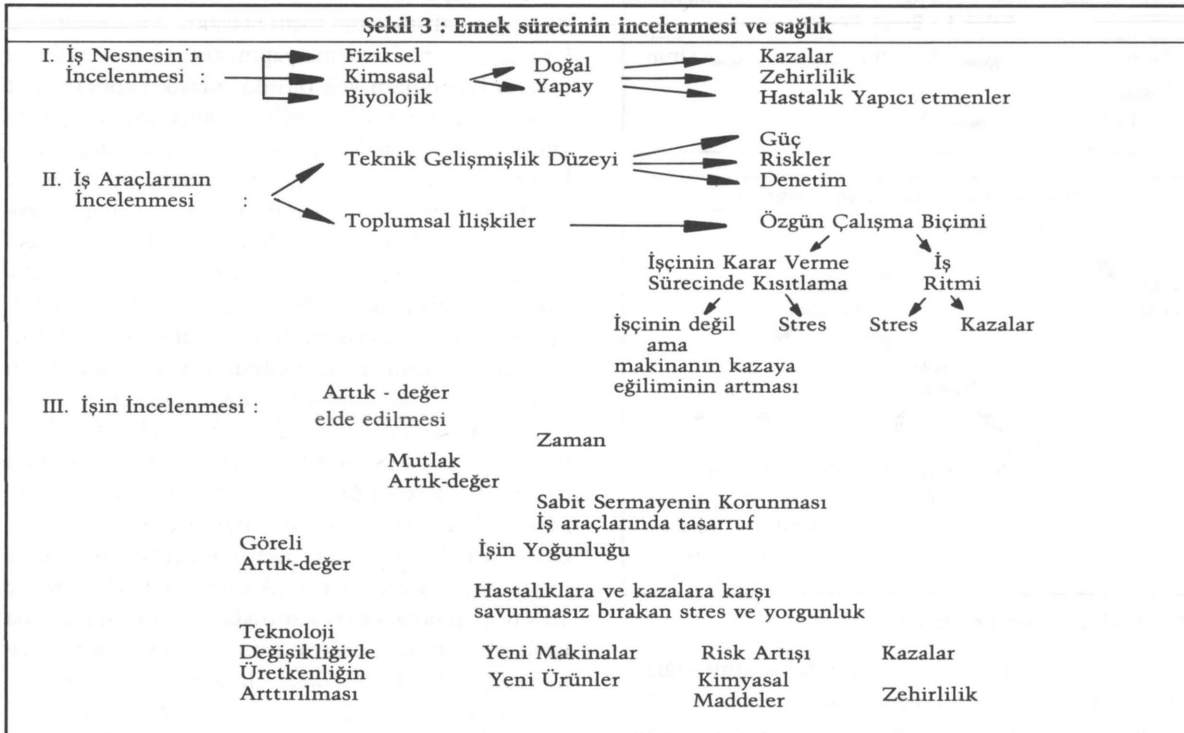 Şekil 3 : Emek sürecinin incelenmesi ve sağlık
I. İş Nesnesin'n
İncelenmesi :
Fiziksel
Kimsasal
Biyolojik
Doğal
Yapay
Kazalar
Zehirlilik
Hastalık Yapıcı etmenler
II. İş Araçlarının
İncelenmesi :
Teknik Gelişmişlik Düzeyi
Güç
Riskler
Denetim
Toplumsal İlişkiler
Özgün Çalışma Biçimi
İşçinin Karar Verme
Sürecinde Kısıtlama
İş
Ritmi
İşçinin değil
ama
makinanın kazaya
eğiliminin artması
Stres
Stres
Kazalar
III. İşin İncelenmesi :
Artık - değer
elde edilmesi
Zaman
Mutlak
Artık-değer
Sabit Sermayenin Korunması
İş araçlarında tasarruf
Göreli
Artık-değer
İşin Yoğunluğu
Hastalıklara ve kazalara karşı
savunmasız bırakan stres ve yorgunluk
Teknoloji
Değişikliğiyle
Üretkenliğin
Arttırılması
Yeni Makinalar
Yeni Ürünler
Risk Artışı
Kimyasal
Maddeler
Kazalar
Zehirlilik